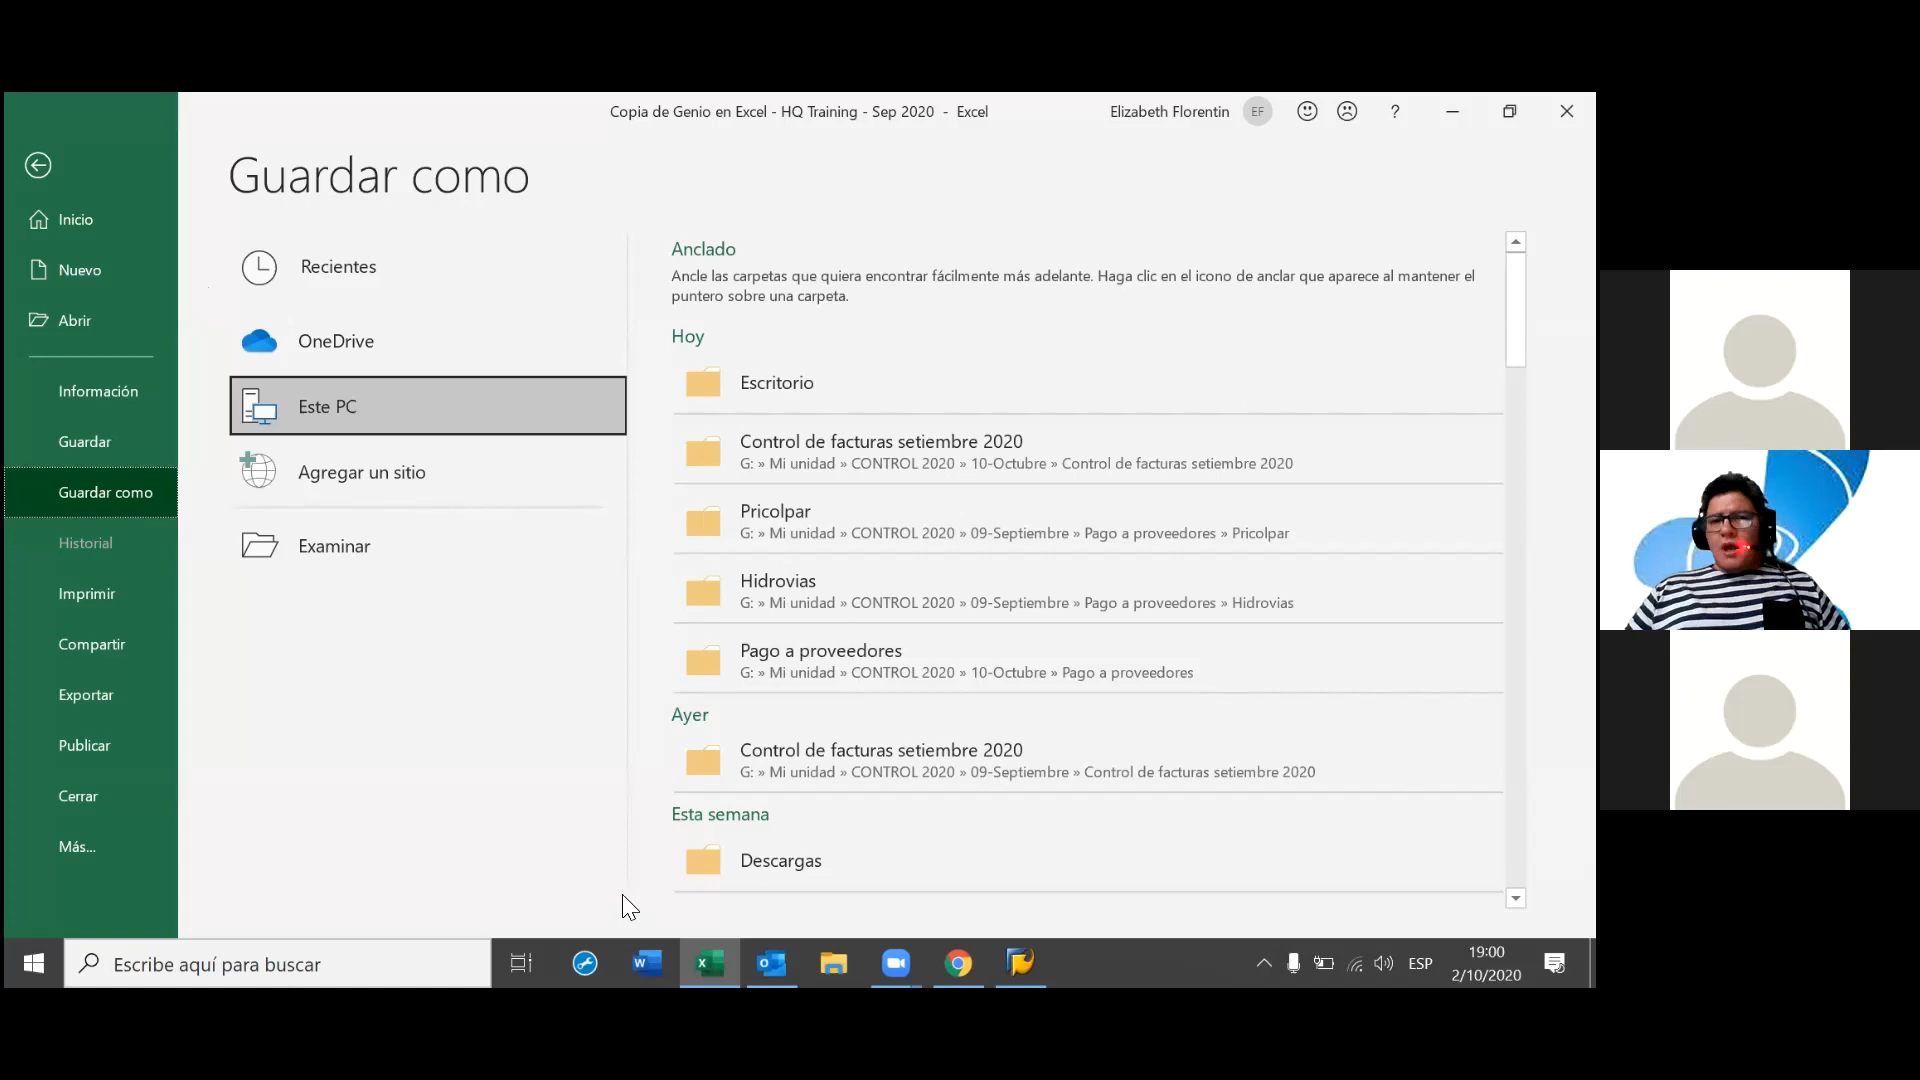 Copia de Genio en Excel - HQ Training - Sep 2020 - Excel
Elizabeth Florentin
EF
?
Guardar como
Inicio
Nuevo
Abrir
Información
Guardar
Guardar como
Historial
Imprimir
Compartir
Exportar
Publicar
Cerrar
Más...
Recientes
OneDrive
Este PC
Agregar un sitio
Examinar
Anclado
Ancle las carpetas que quiera encontrar fácilmente más adelante. Haga clic en el icono de anclar que aparece al mantener el
puntero sobre una carpeta.
Hoy
Escritorio
Control de facturas setiembre 2020
G: » Mi unidad » CONTROL 2020 » 10-Octubre » Control de facturas setiembre 2020
Pricolpar
G: » Mi unidad » CONTROL 2020 » 09-Septiembre » Pago a proveedores » Pricolpar
Hidrovias
G: » Mi unidad » CONTROL 2020 » 09-Septiembre » Pago a proveedores » Hidrovias
Pago a proveedores
G: » Mi unidad » CONTROL 2020 » 10-Octubre » Pago a proveedores
Ayer
Control de facturas setiembre 2020
G: » Mi unidad » CONTROL 2020 » 09-Septiembre » Control de facturas setiembre 2020
Esta semana
Descargas
Escribe aquí para buscar
ESP
19:00
2/10/2020